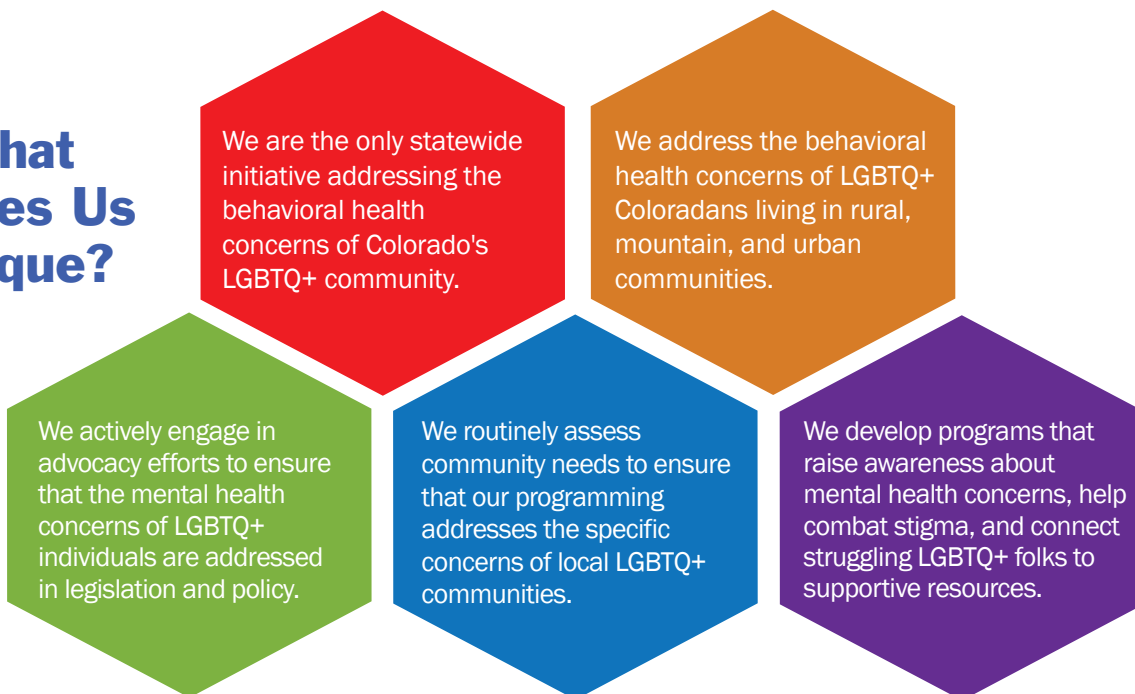 hat
es Us
que?
We are the only statewide
initiative addressing the
behavioral health
concerns of Colorado's
LGBTQ+ community.
We address the behavioral
health concerns of LGBTQ+
Coloradans living in rural,
mountain, and urban
communities.
We actively engage in
advocacy efforts to ensure
that the mental health
concerns of LGBTQ+
individuals are addressed
in legislation and policy.
We routinely assess
community needs to ensure
that our programming
addresses the specific
concerns of local LGBTQ+
communities.
We develop programs that
raise awareness about
mental health concerns, help
combat stigma, and connect
struggling LGBTQ+ folks to
supportive resources.